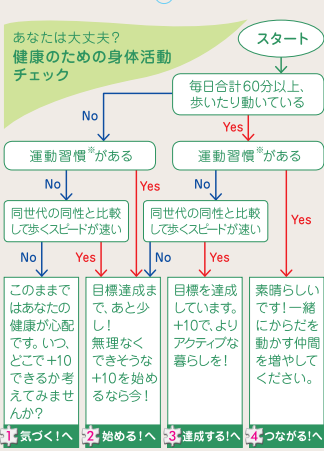 あなたは大丈夫?
健康のための身体活動
チェック
スタート
毎日合計60分以上、
歩いたり動いている
No
Yes
運動習慣※がある
運動習慣※がある
No
Yes
No
Yes
同世代の同性と比較
して歩くスピードが速い
同世代の同性と比較
して歩くスピードが速い
No
Yes
No
Yes
このままで
はあなたの
健康が心配
です。いつ、
どこで+10
できるか考
えてみませ
んか?
目標達成ま
で、あと少
し!
無理なく
できそうな
+10を始め
るなら今!
目標を達成
しています。
+10で、より
アクティブな
暮らしを!
素晴らしい
です!一緒
にからだを
動かす仲間
を増やして
ください。
1 気づく!へ
2 始める!へ
3 達成する!へ
4 つながる!へ